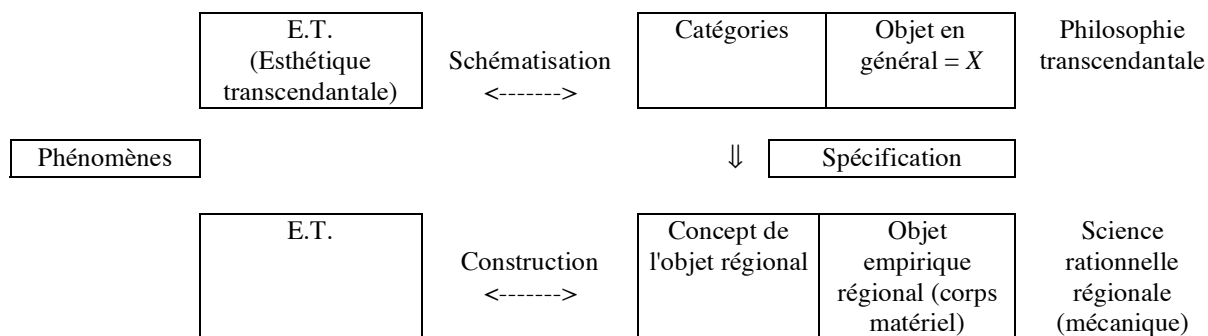 E.T.
(Esthétique
transcendantale)
Schématisation
<------->
Catégories
Objet en
général = X
Philosophie
transcendantale
Phénomènes
⇓
Spécification
E.T.
Construction
<------->
Concept de
l'objet régional
Objet
empirique
régional (corps
matériel)
Science
rationnelle
régionale
(mécanique)